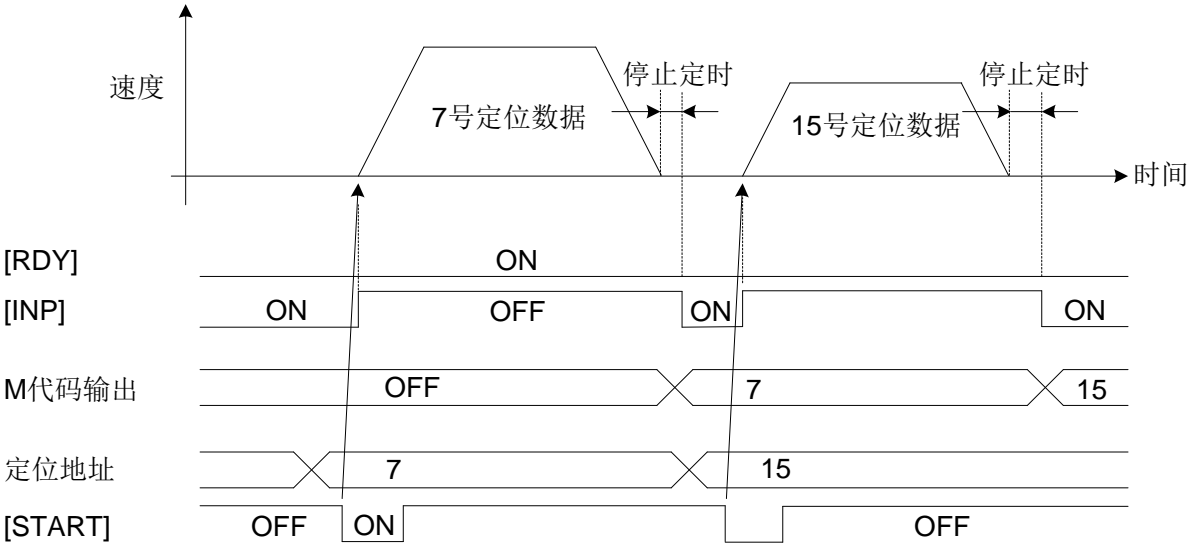 停止定时
停止定时
速度
7号定位数据
15号定位数据
时间
[RDY]
ON
[INP]
ON
OFF
ON
ON
M代码输出
OFF
7
15
定位地址
7
15
[START]
OFF
ON
OFF